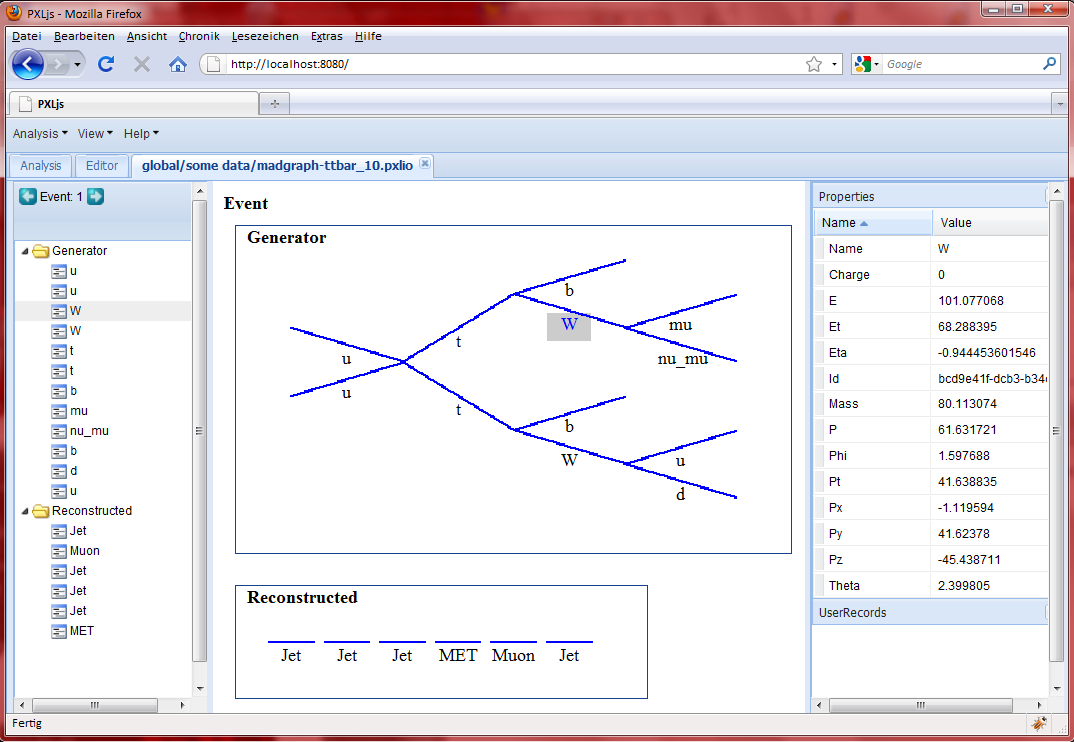 PXLjs - Mozilla Firefox
Datei Bearbeiten Ansicht Chronik Lesezeichen Extras Hilfe
http://localhost:8080/
Google
PXLjs
Analysis View Help
Analysis Editor global/some data/madgraph-ttbar_10.pxlio
Event: 1
Generator
u
u
W
W
t
t
b
mu
nu_mu
b
d
u
Reconstructed
Jet
Muon
Jet
Jet
Jet
MET
Event
Generator
b
mu
W
t
u
nu_mu
u
t
b
W
u
d
Reconstructed
Jet Jet Jet MET Muon Jet
Properties
Name Value
Name W
Charge 0
E 101.077068
Et 68.288395
Eta -0.944453601546
Id bcd9e41f-dcb3-b34
Mass 80.113074
P 61.631721
Phi 1.597688
Pt 41.638835
Px -1.119594
Py 41.62378
Pz -45.438711
Theta 2.399805
UserRecords
Fertig